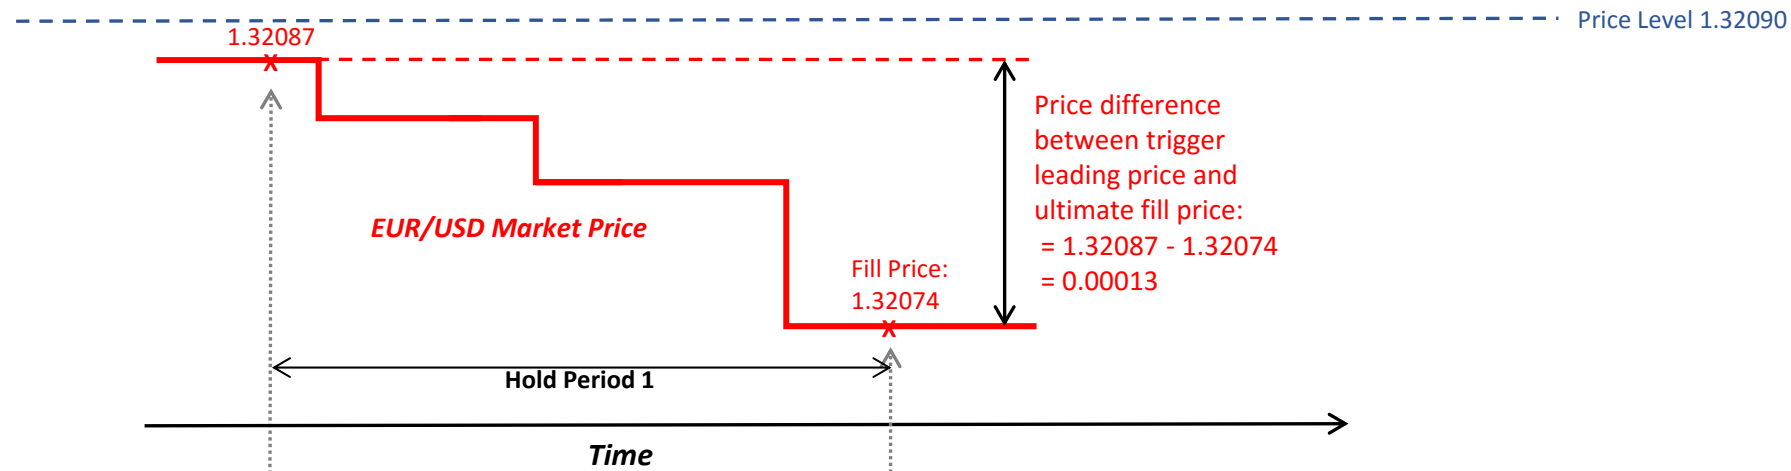 Price Level 1.32090
1.32087
X
Price difference
between trigger
leading price and
ultimate fill price:
= 1.32087 - 1.32074
= 0.00013
EUR/USD Market Price
Fill Price:
1.32074
X
Hold Period 1
Time